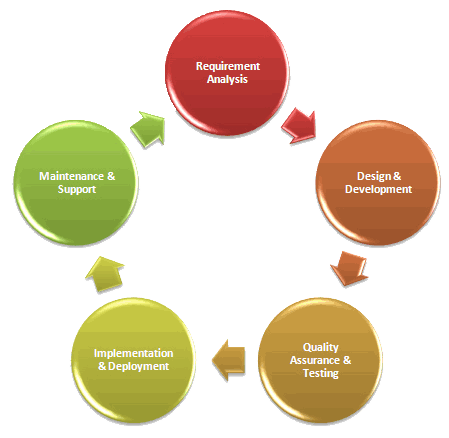 Requirement
Analysis
Design &
Development
Quality
Assurance &
Testing
Implementation
& Deployment
Maintenance &
Support